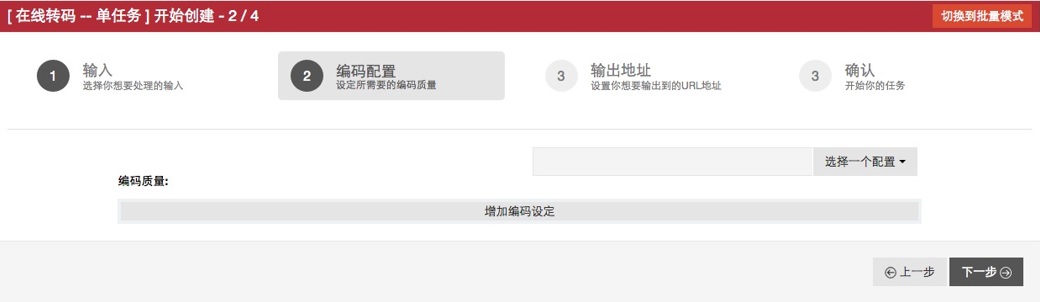 [ 在线转码 -- 单任务 ] 开始创建 - 2 / 4
切换到批量模式
1
输入
选择你想要处理的输入
2
编码配置
设定所需要的编码质量
3
输出地址
设置你想要输出到的URL地址
3
确认
开始你的任务
选择一个配置
编码质量:
增加编码设定
上一步
下一步